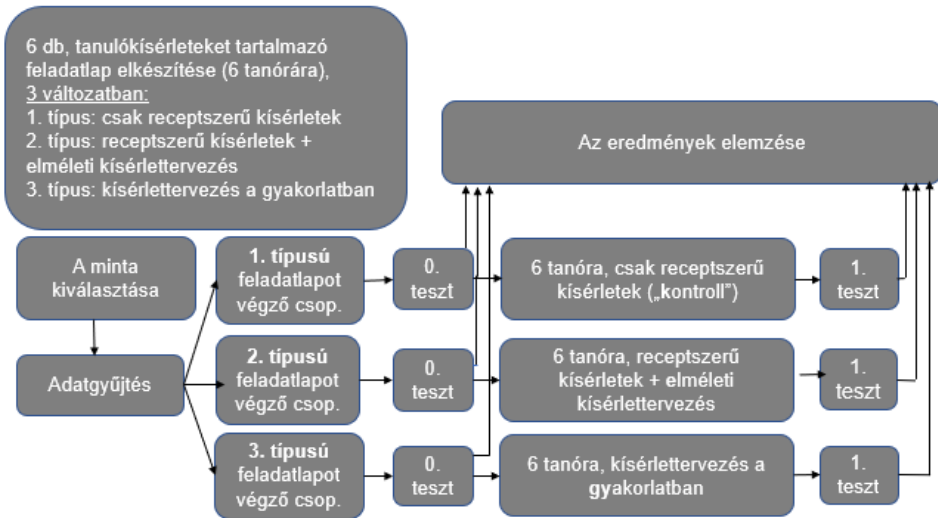 6 db, tanulókísérleteket tartalmazó
feladatlap elkészítése (6 tanórára),
3 változatban:
1. típus: csak receptszerű kísérletek
2. típus: receptszerű kísérletek +
elméleti kísérlettervezés
3. típus: kísérlettervezés a gyakorlatban
Az eredmények elemzése
A minta
kiválasztása
Adatgyűjtés
1. típusú
feladatlapot
végző csop.
0.
teszt
6 tanóra, csak receptszerű
kísérletek („kontroll”)
1.
teszt
2. típusú
feladatlapot
végző csop.
0.
teszt
6 tanóra, receptszerű
kísérletek + elméleti
kísérlettervezés
1.
teszt
3. típusú
feladatlapot
végző csop.
0.
teszt
6 tanóra, kísérlettervezés a
gyakorlatban
1.
teszt